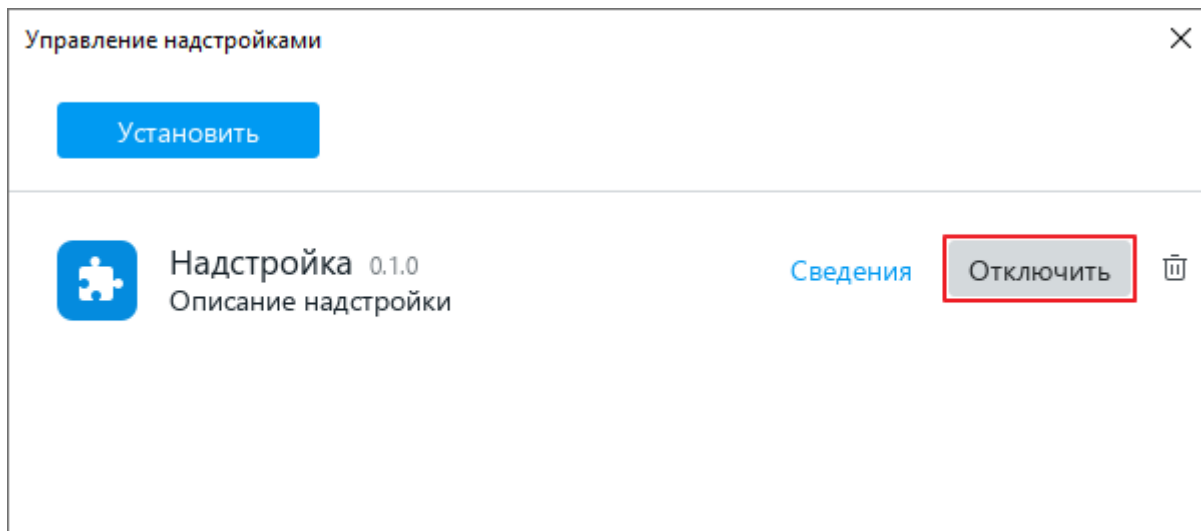 Управление надстройками
Установить
Надстройка 0.1.0
Сведения
Отключить
Описание надстройки